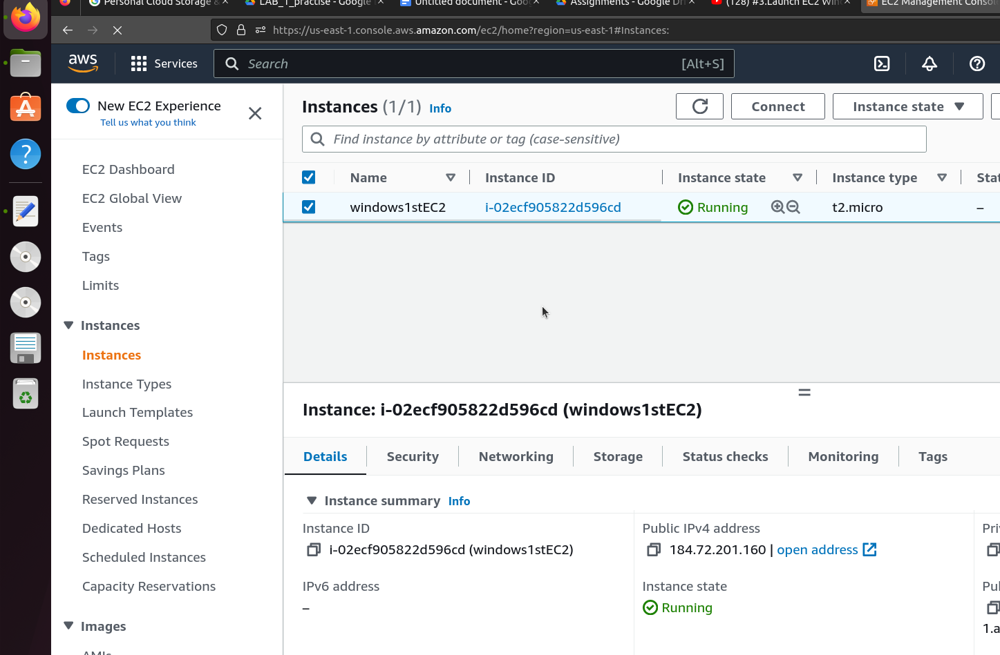 Personal Cloud Storage &
LAB_1_practise - Google
Untitled document - Goo
Assignments - Google Dri
(128) #3.Launch EC2 Win
EC2 Management Conso
https://us-east-1.console.aws.amazon.com/ec2/home?region=us-east-1#Instances:
aws
Services
Search
[Alt+S]
New EC2 Experience
Tell us what you think
EC2 Dashboard
EC2 Global View
Events
Tags
Limits
Instances
Instances
Instance Types
Launch Templates
Spot Requests
Savings Plans
Reserved Instances
Dedicated Hosts
Scheduled Instances
Capacity Reservations
Images
AMIs
Instances (1/1) Info
Connect
Instance state
Find instance by attribute or tag (case-sensitive)
Name
Instance ID
Instance state
Instance type
Stat
windows1stEC2
i-02ecf905822d596cd
Running
t2.micro
–
Instance: i-02ecf905822d596cd (windows1stEC2)
Details
Security
Networking
Storage
Status checks
Monitoring
Tags
Instance summary Info
Instance ID
i-02ecf905822d596cd (windows1stEC2)
Public IPv4 address
184.72.201.160 | open address
Pri
IPv6 address
–
Instance state
Running
Pul
1.a